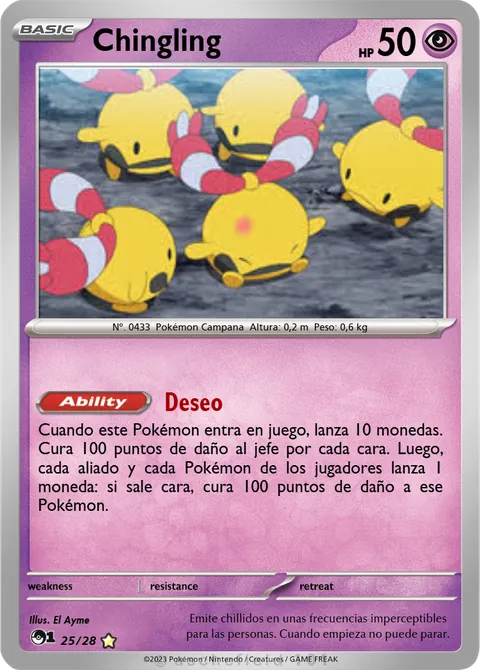 BASIC
Chingling
HP 50
Nº 0433 Pokémon Campana Altura: 0,2 m Peso: 0,6 kg
Ability Deseo
Cuando este Pokémon entra en juego, lanza 10 monedas.
Cura 100 puntos de daño al jefe por cada cara. Luego,
cada aliado y cada Pokémon de los jugadores lanza 1
moneda: si sale cara, cura 100 puntos de daño a ese
Pokémon.
weakness resistance retreat
Illus. El Ayme
Emite chillidos en unas frecuencias imperceptibles
para las personas. Cuando empieza no puede parar.
1 25/28
©2023 Pokémon / Nintendo / Creatures / GAME FREAK